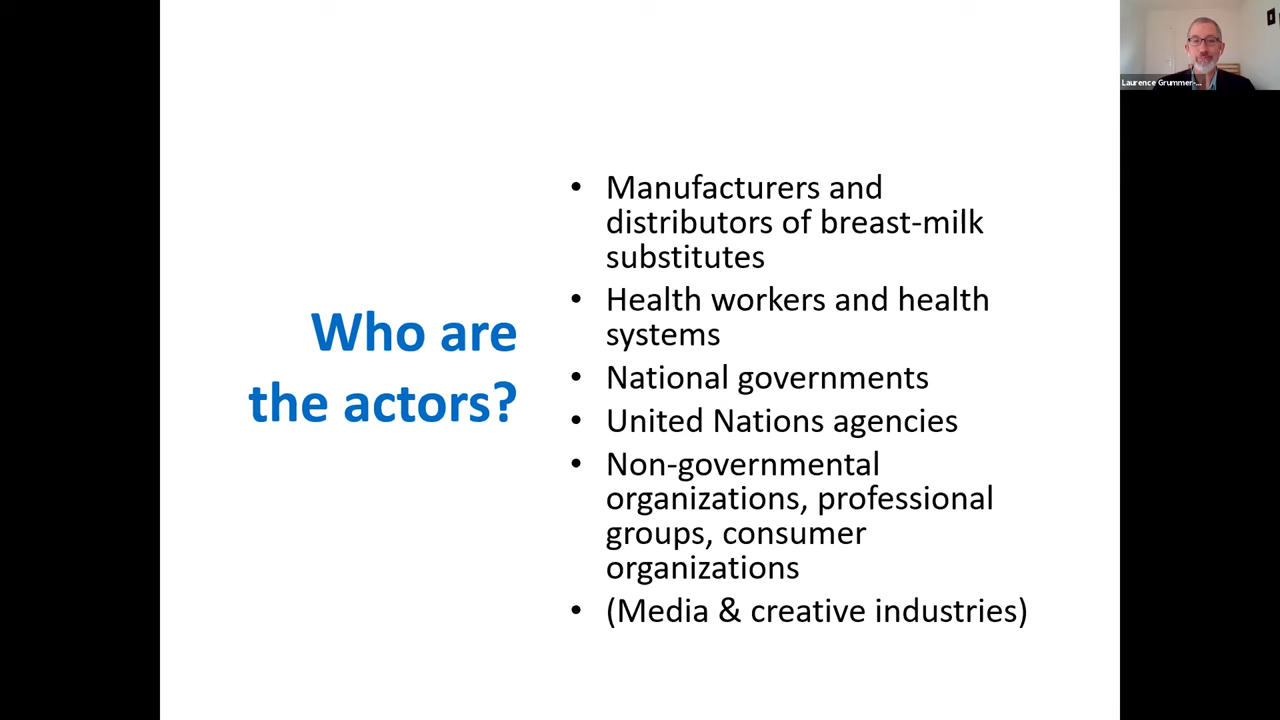 Laurence Grummer-...
Who are
the actors?
• Manufacturers and
distributors of breast-milk
substitutes
• Health workers and health
systems
• National governments
• United Nations agencies
• Non-governmental
organizations, professional
groups, consumer
organizations
• (Media & creative industries)